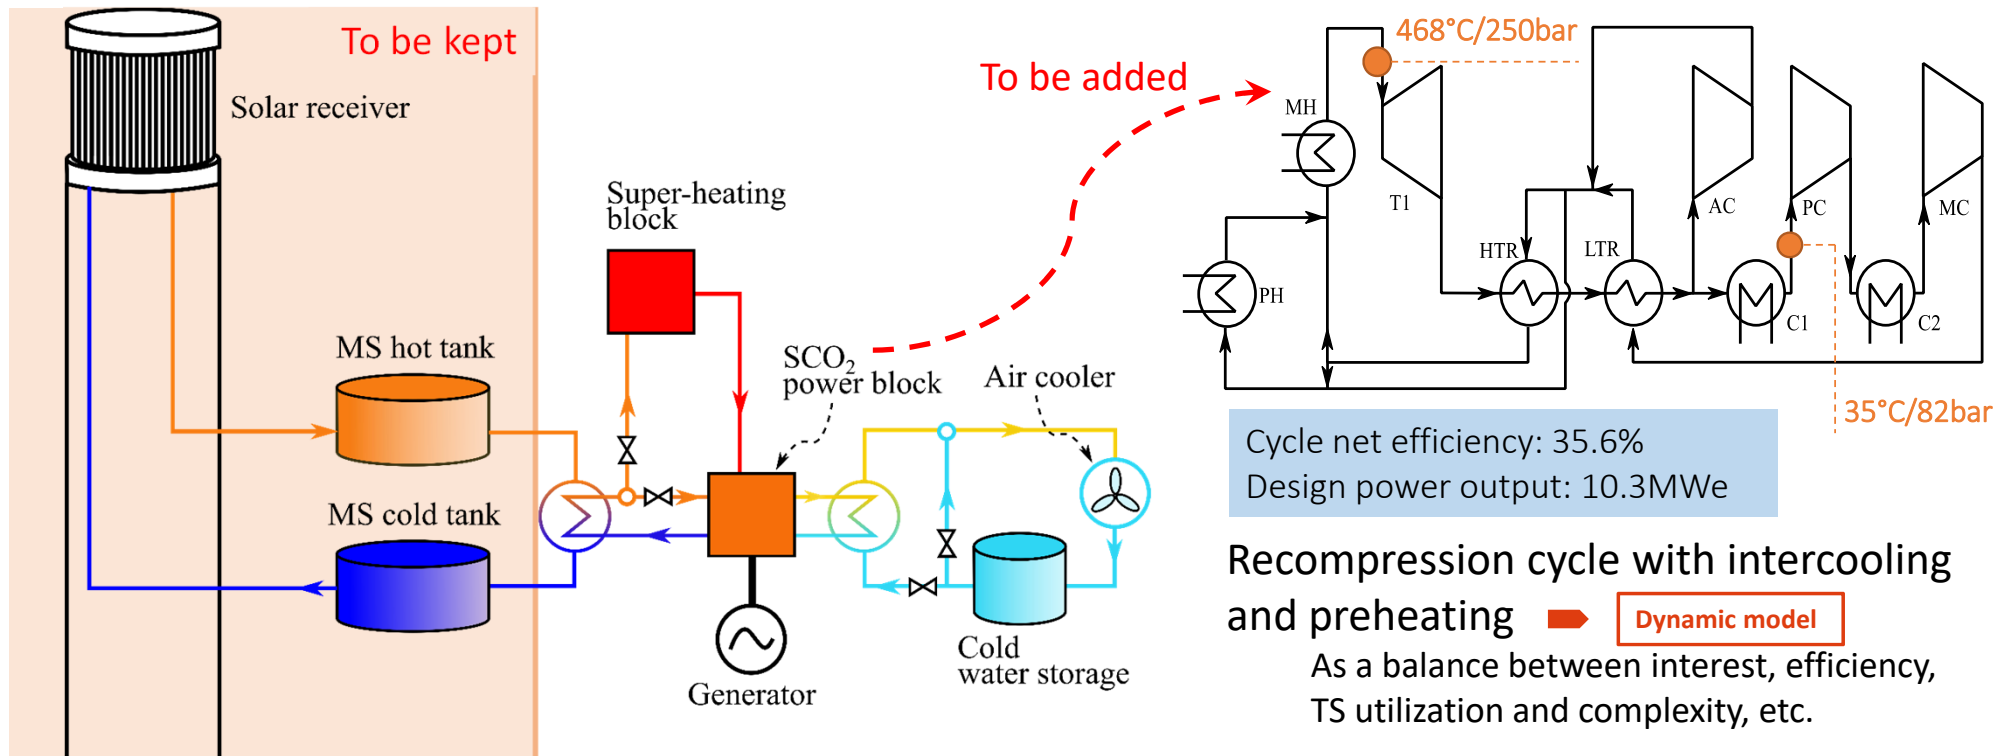 To be kept
Solar receiver
MS hot tank
MS cold tank
Super-heating
block
SCO₂
power block
Air cooler
Generator
Cold
water storage
To be added
468°C/250bar
MH
T1
AC
PC
MC
HTR
LTR
PH
C1
C2
35°C/82bar
Cycle net efficiency: 35.6%
Design power output: 10.3MWe
Recompression cycle with intercooling
and preheating
Dynamic model
As a balance between interest, efficiency,
TS utilization and complexity, etc.